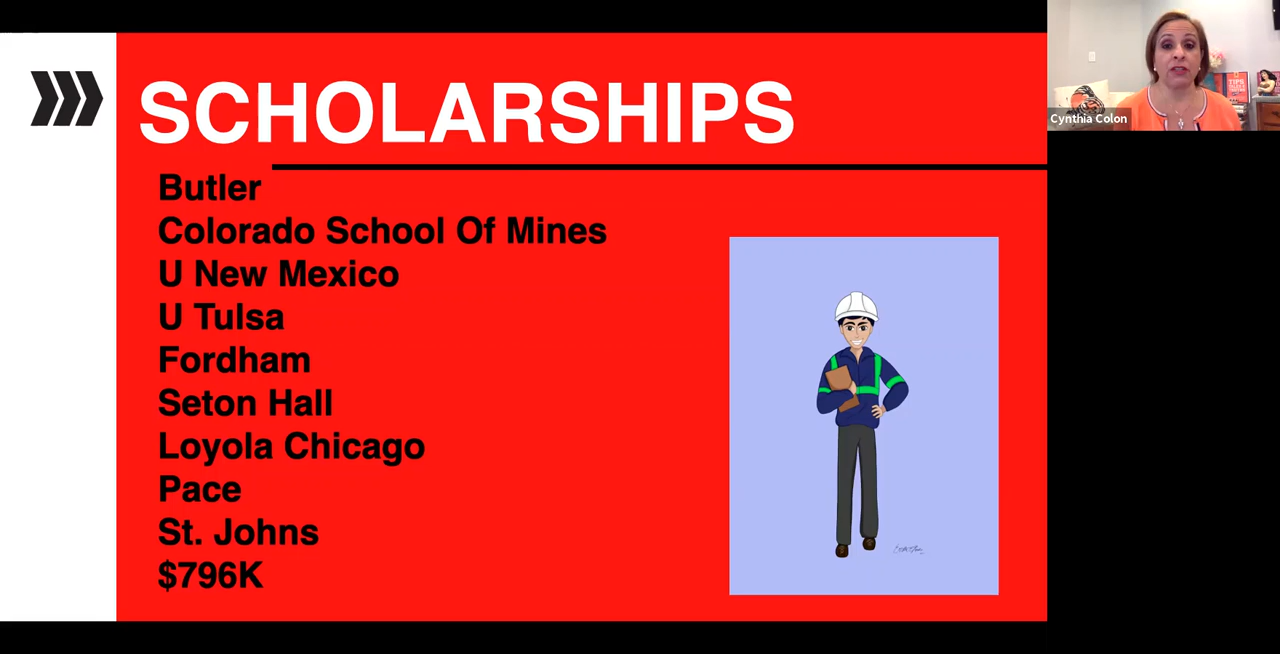 SCHOLARSHIPS
Butler
Colorado School Of Mines
U New Mexico
U Tulsa
Fordham
Seton Hall
Loyola Chicago
Pace
St. Johns
$796K
Cynthia Colon